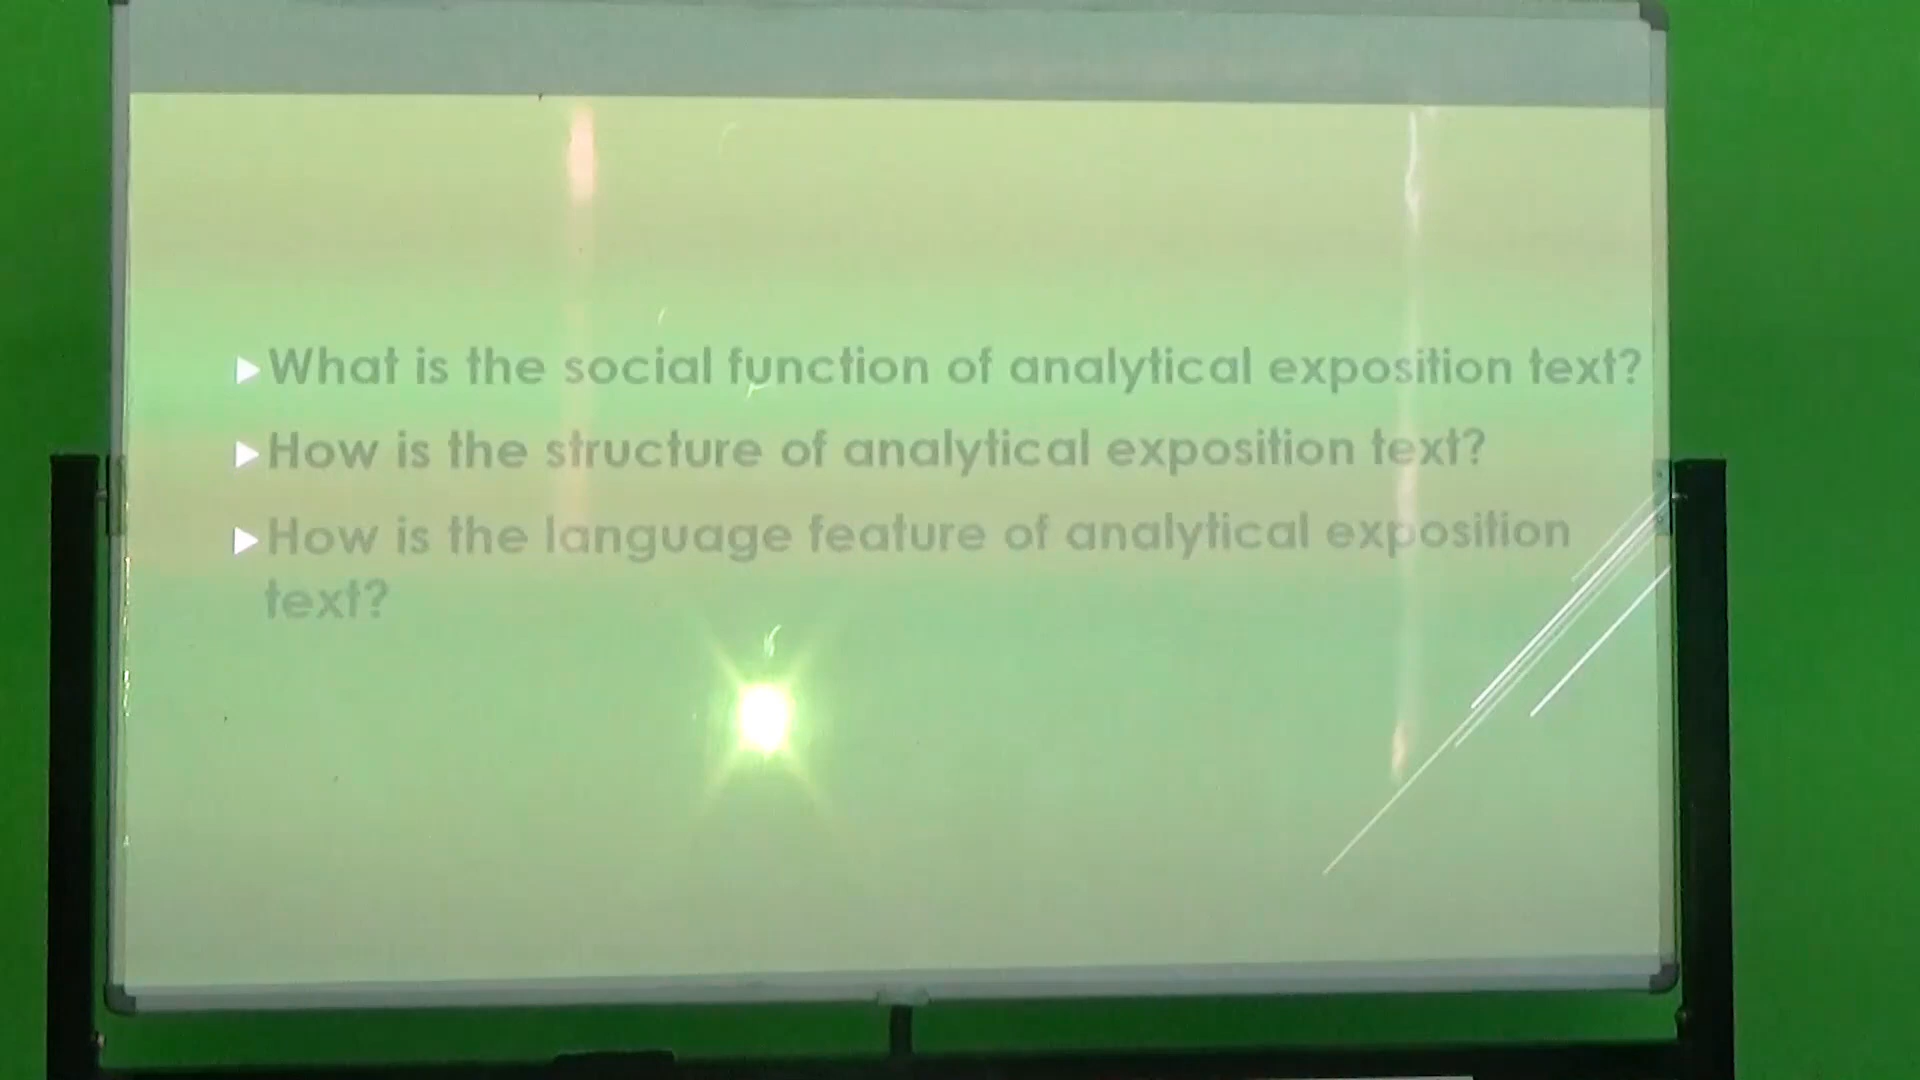 What is the social function of analytical exposition text?
How is the structure of analytical exposition text?
How is the language feature of analytical exposition
text?